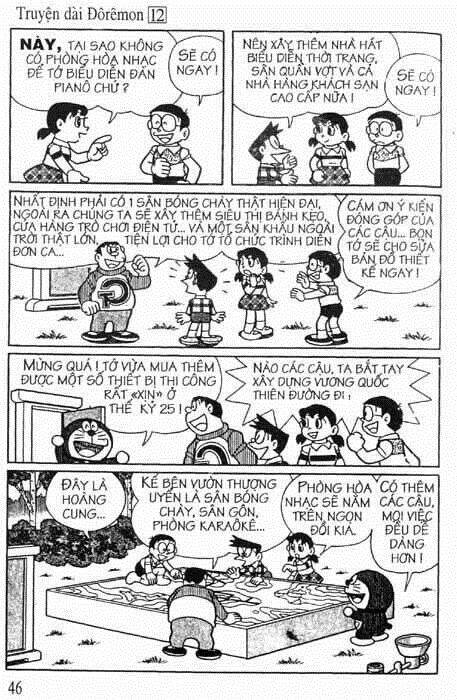 Truyện dài Đôrêmon 12
NÀY, TẠI SAO KHÔNG
CÓ PHÒNG HÒA NHẠC
ĐỂ TỚ BIỂU DIỄN ĐÀN
PIANÔ CHỨ ?
SẼ CÓ
NGAY !
NÊN XÂY THÊM NHÀ HÁT
BIỂU DIỄN THỜI TRANG,
SÂN QUẦN VỢT VÀ CẢ
NHÀ HÀNG KHÁCH SẠN
CAO CẤP NỮA !
SẼ CÓ
NGAY !
NHẤT ĐỊNH PHẢI CÓ 1 SÂN BÓNG CHÀY THẬT HIỆN ĐẠI,
NGOÀI RA CHÚNG TA SẼ XÂY THÊM SIÊU THỊ BÁNH KẸO,
CỬA HÀNG TRÒ CHƠI ĐIỆN TỬ... VÀ MỘT SÂN KHẤU NGOÀI
TRỜI THẬT LỚN, TIỆN LỢI CHO TỚ TỔ CHỨC TRÌNH DIỄN
ĐƠN CA...
CÁM ƠN Ý KIẾN
ĐÓNG GÓP CỦA
CÁC CẬU... BỌN
TỚ SẼ CHO SỬA
BẢN ĐỒ THIẾT
KẾ NGAY !
MỪNG QUÁ ! TỚ VỪA MUA THÊM
ĐƯỢC MỘT SỐ THIẾT BỊ THI CÔNG
RẤT «XỊN» Ở
THẾ KỶ 25 !
NÀO CÁC CẬU, TA BẮT TAY
XÂY DỰNG VƯƠNG QUỐC
THIÊN ĐƯỜNG ĐI !
ĐÂY LÀ
HOÀNG
CUNG...
KẾ BÊN VƯỜN THƯỢNG
UYỂN LÀ SÂN BÓNG
CHÀY, SÂN GÔN,
PHÒNG KARAÔKÊ...
PHÒNG HÒA
NHẠC SẼ NẰM
TRÊN NGỌN
ĐỒI KIA.
CÓ THÊM
CÁC CẬU,
MỌI VIỆC
ĐỀU DỄ
DÀNG
HƠN !
46